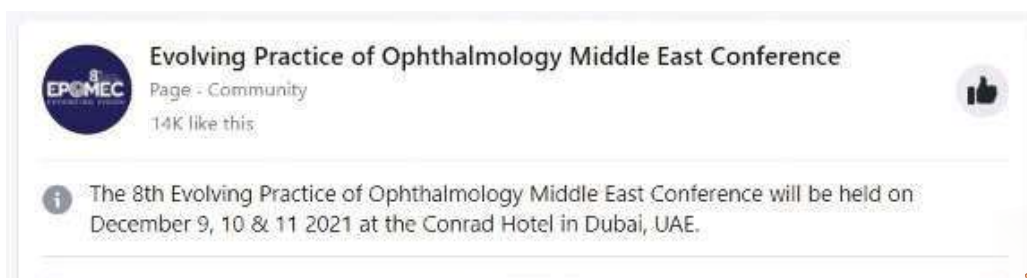 Evolving Practice of Ophthalmology Middle East Conference
8
EPOMEC
Page - Community
14K like this
The 8th Evolving Practice of Ophthalmology Middle East Conference will be held on
December 9, 10 & 11 2021 at the Conrad Hotel in Dubai, UAE.